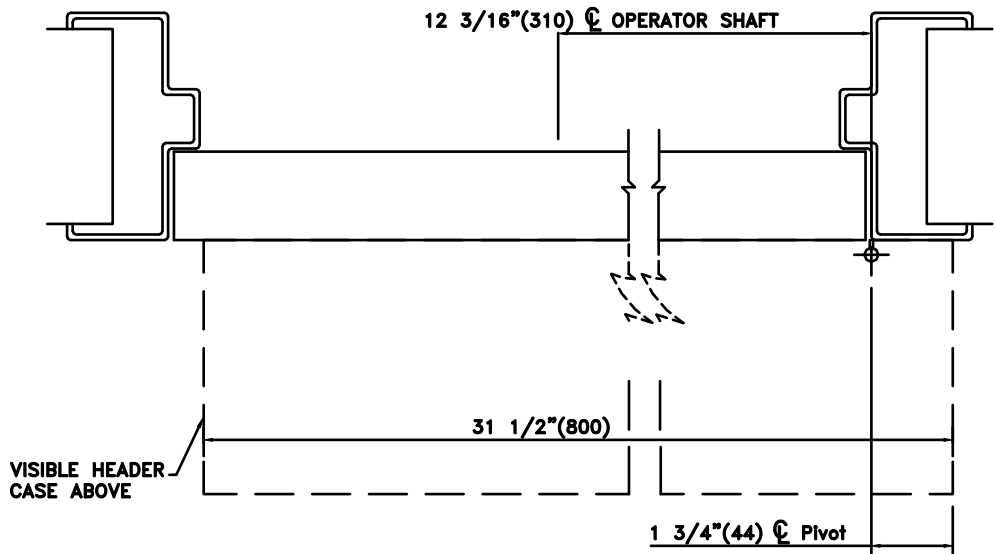 12 3/16"(310) ℄ OPERATOR SHAFT
31 1/2"(800)
VISIBLE HEADER
CASE ABOVE
1 3/4"(44) ℄ Pivot